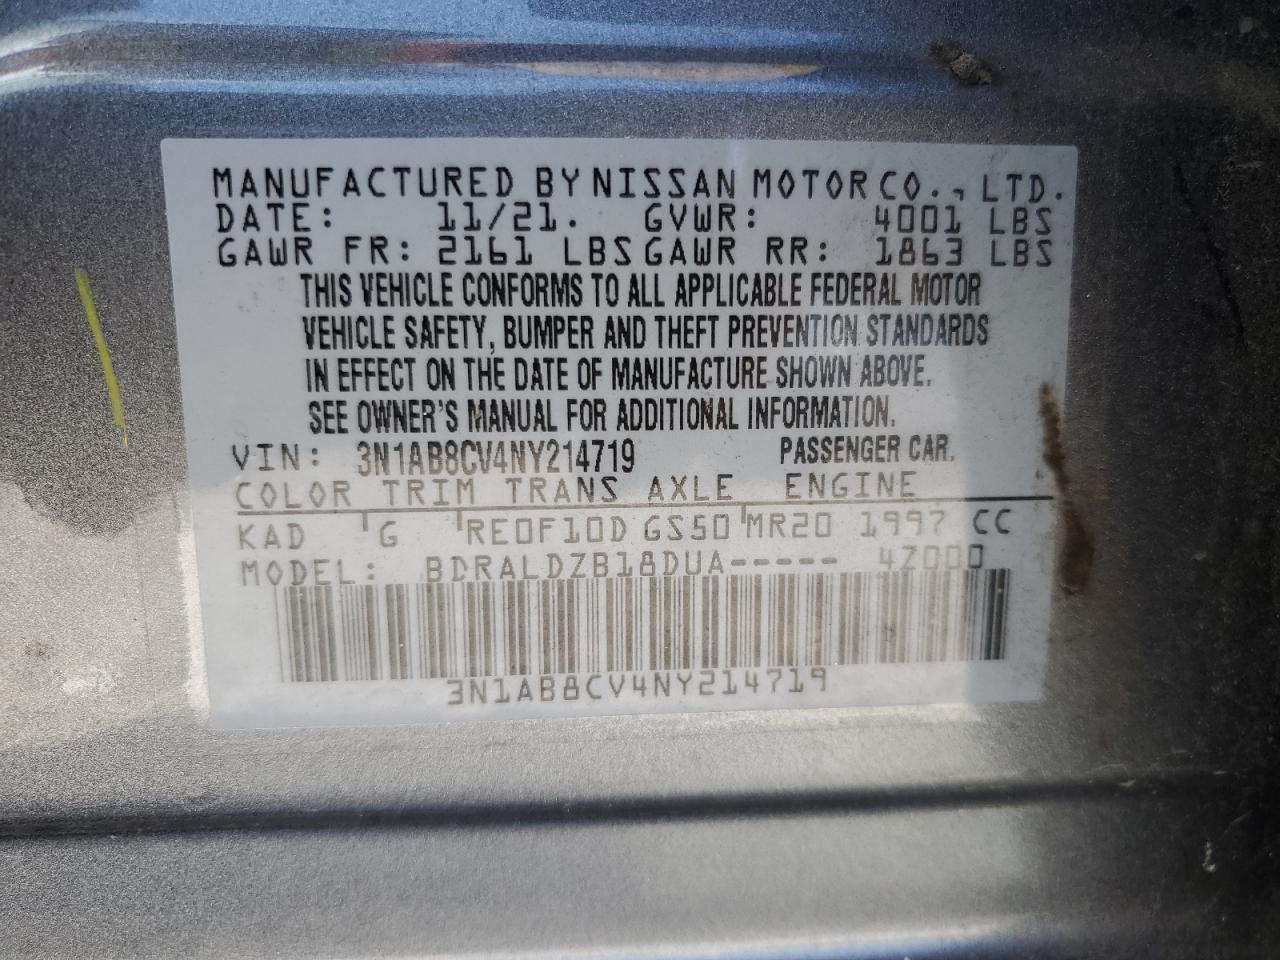 MANUFACTURED BY NISSAN MOTOR CO., LTD.
DATE: 11/21. GVWR: 4001 LBS
GAWR FR: 2161 LBS GAWR RR: 1863 LBS
THIS VEHICLE CONFORMS TO ALL APPLICABLE FEDERAL MOTOR
VEHICLE SAFETY, BUMPER AND THEFT PREVENTION STANDARDS
IN EFFECT ON THE DATE OF MANUFACTURE SHOWN ABOVE.
SEE OWNER'S MANUAL FOR ADDITIONAL INFORMATION.
VIN: 3N1AB8CV4NY214719 PASSENGER CAR.
COLOR TRIM TRANS AXLE ENGINE
KAD G RE0F10D GS50 MR20 1997 CC
MODEL: BDRALDZB18DUA----- 4Z000
3N1AB8CV4NY214719